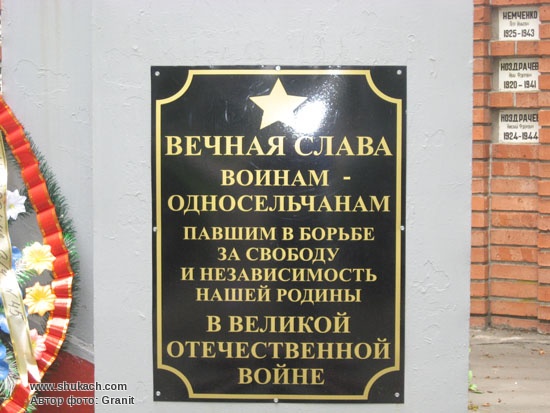 ВЕЧНАЯ СЛАВА
ВОИНАМ -
ОДНОСЕЛЬЧАНАМ
ПАВШИМ В БОРЬБЕ
ЗА СВОБОДУ
И НЕЗАВИСИМОСТЬ
НАШЕЙ РОДИНЫ
В ВЕЛИКОЙ
ОТЕЧЕСТВЕННОЙ
ВОЙНЕ
НЕМЧЕНКО
1925-1943
НОЗДРАЧЕВ
1920-1941
НОЗДРАЧЕВ
1924-1944
www.shukach.com
Автор фото: Granit